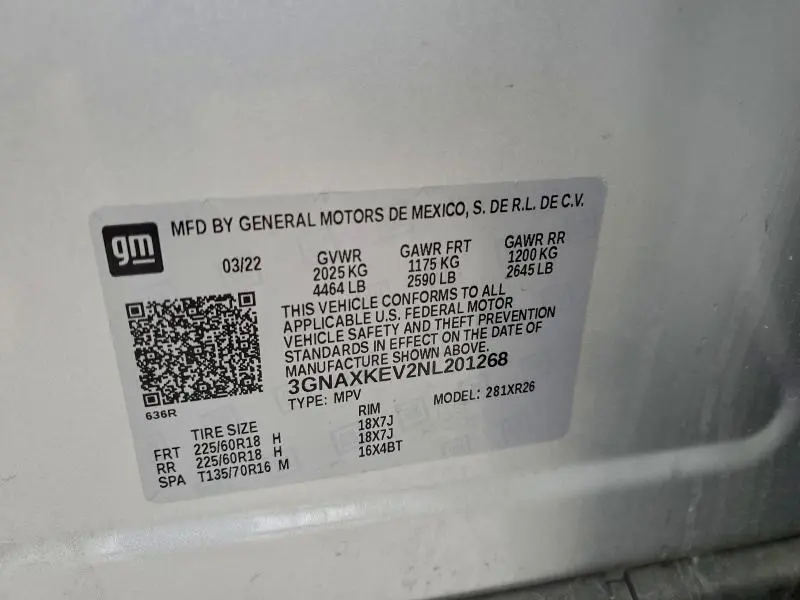 gm
MFD BY GENERAL MOTORS DE MEXICO, S. DE R.L. DE C.V.
03/22 GVWR GAWR FRT GAWR RR
2025 KG 1175 KG 1200 KG
4464 LB 2590 LB 2645 LB
THIS VEHICLE CONFORMS TO ALL
APPLICABLE U.S. FEDERAL MOTOR
VEHICLE SAFETY AND THEFT PREVENTION
STANDARDS IN EFFECT ON THE DATE OF
MANUFACTURE SHOWN ABOVE.
3GNAXKEV2NL201268
TYPE: MPV MODEL: 281XR26
636R
TIRE SIZE RIM
FRT 225/60R18 H 18X7J
RR 225/60R18 H 18X7J
SPA T135/70R16 M 16X4BT